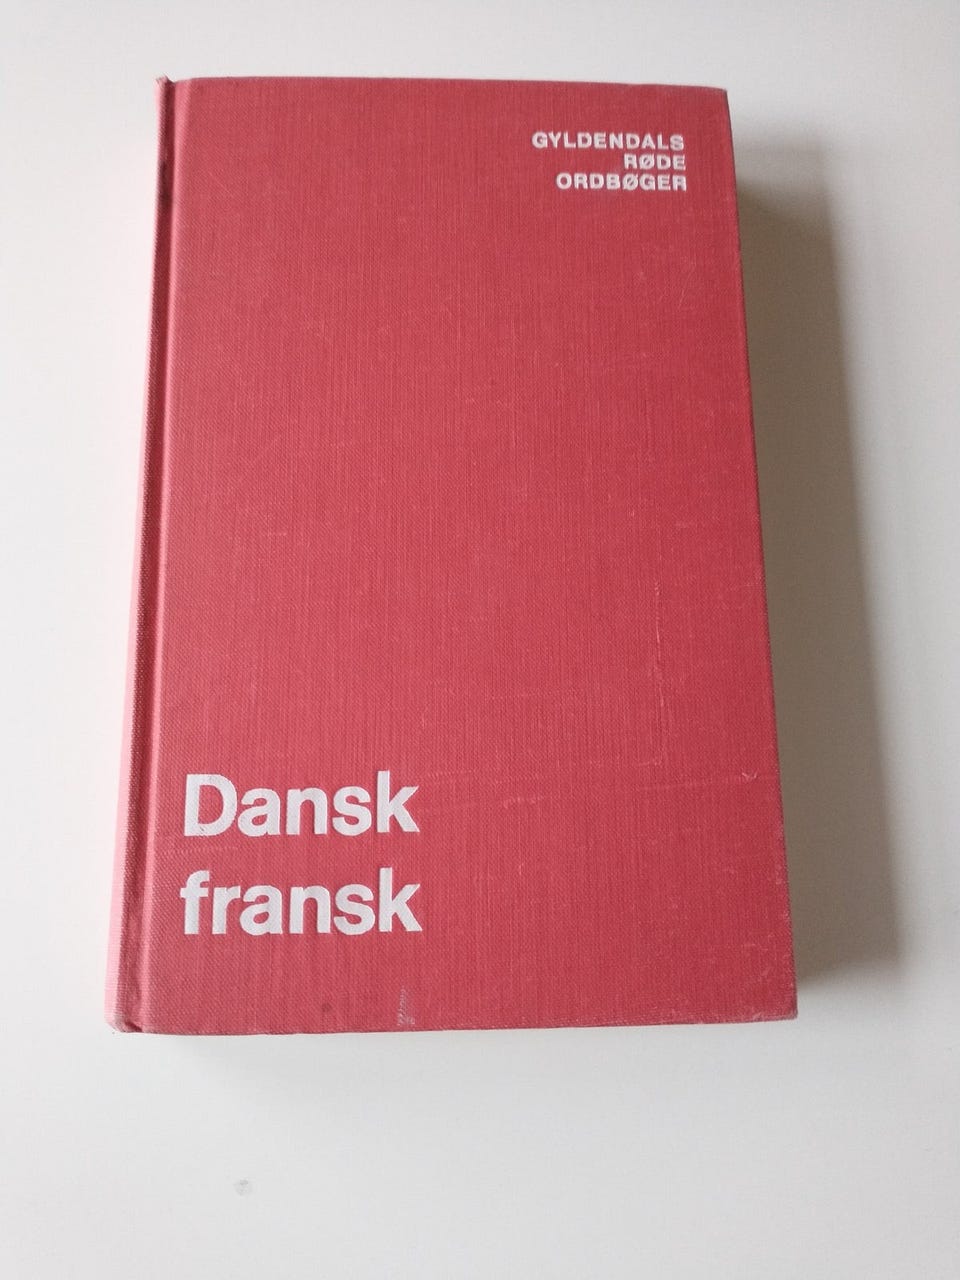 GYLDENDALS
RØDE
ORDBØGER
Dansk
fransk